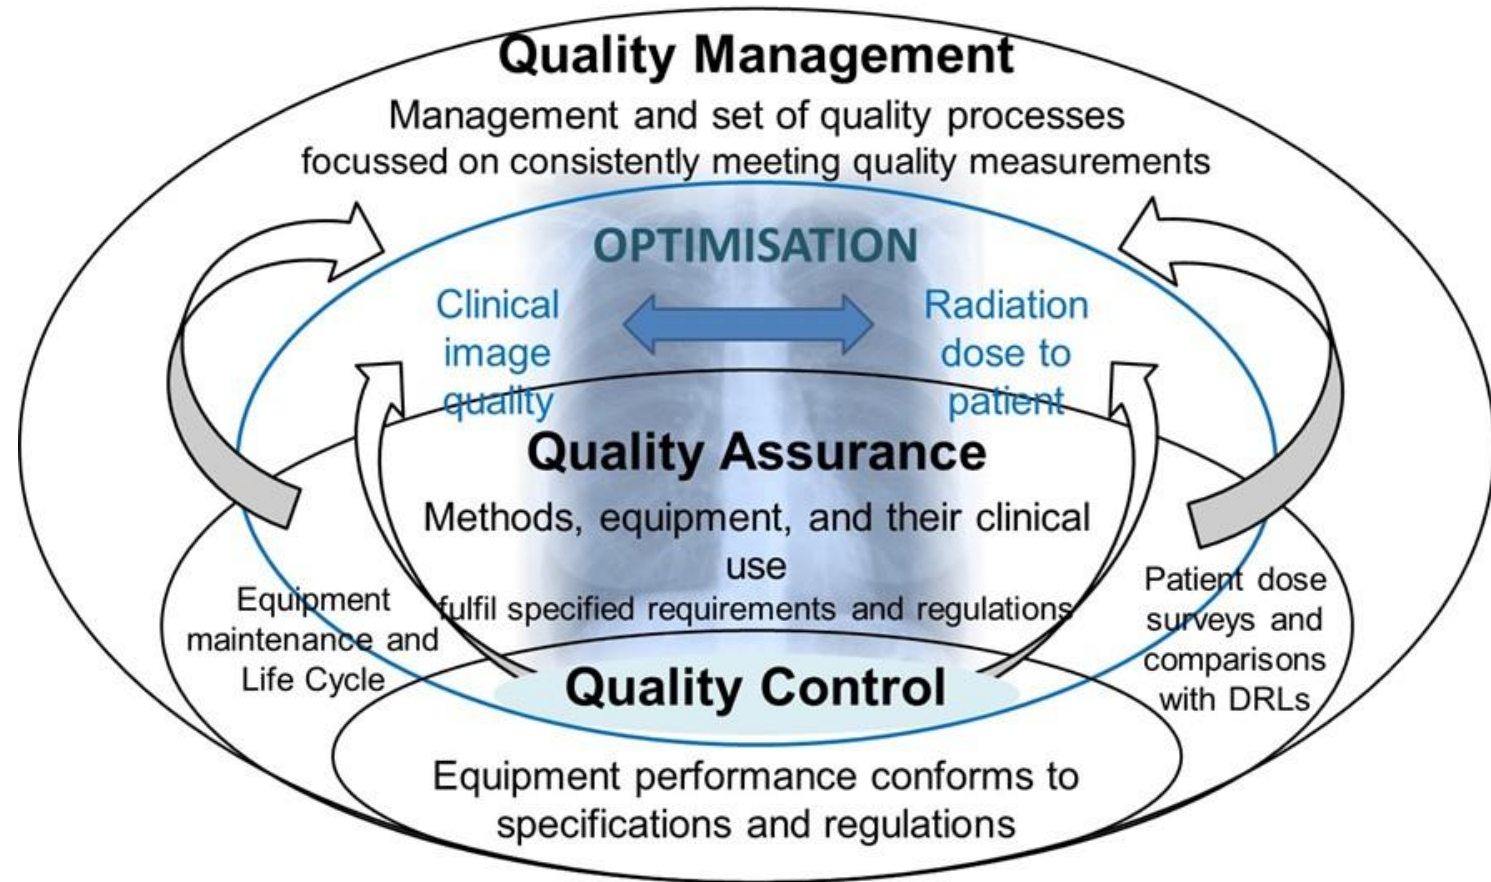 Quality Management
Management and set of quality processes
focussed on consistently meeting quality measurements
OPTIMISATION
Clinical
image
quality
Radiation
dose to
patient
Quality Assurance
Methods, equipment, and their clinical
use
fulfil specified requirements and regulations
Equipment
maintenance and
Life Cycle
Patient dose
surveys and
comparisons
with DRLs
Quality Control
Equipment performance conforms to
specifications and regulations